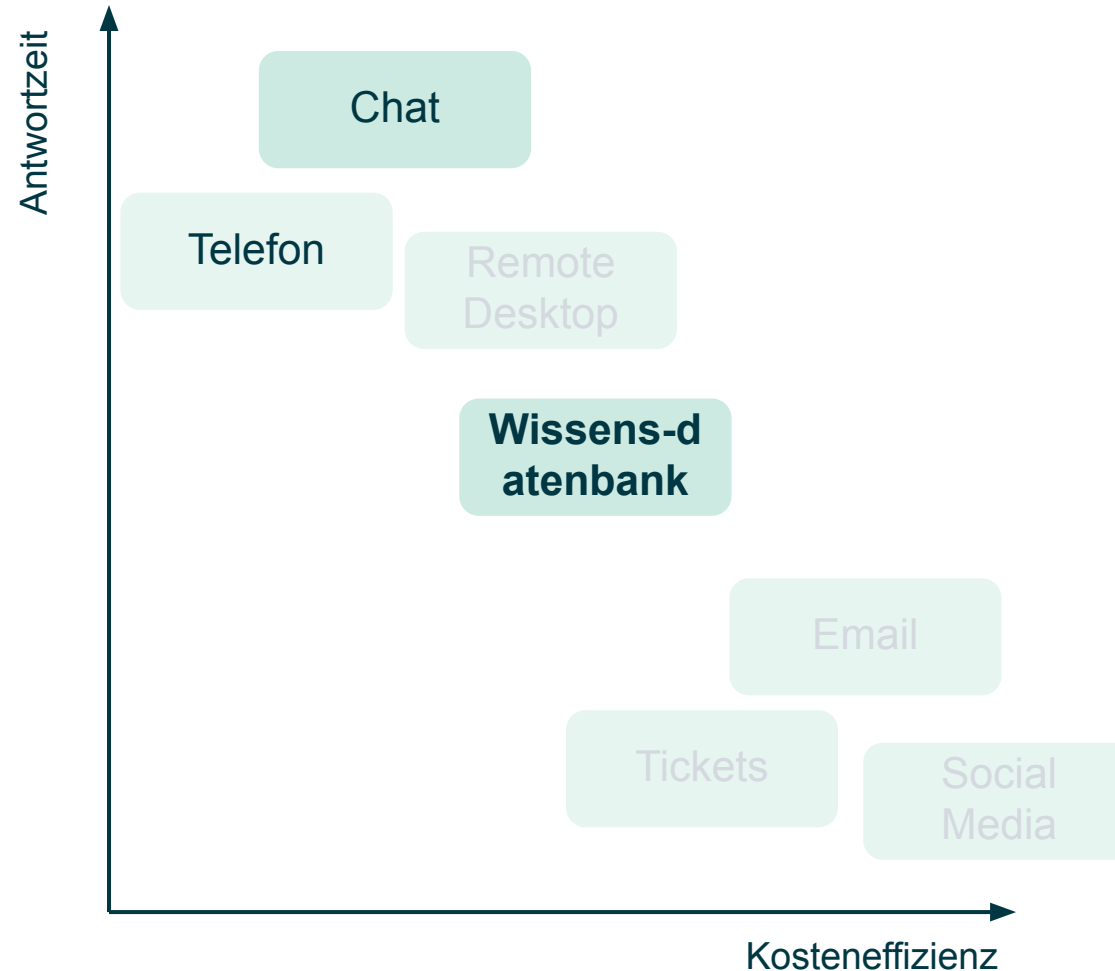 Antwortzeit
Chat
Telefon
Remote
Desktop
Wissens-d
atenbank
Email
Tickets
Social
Media
Kosteneffizienz